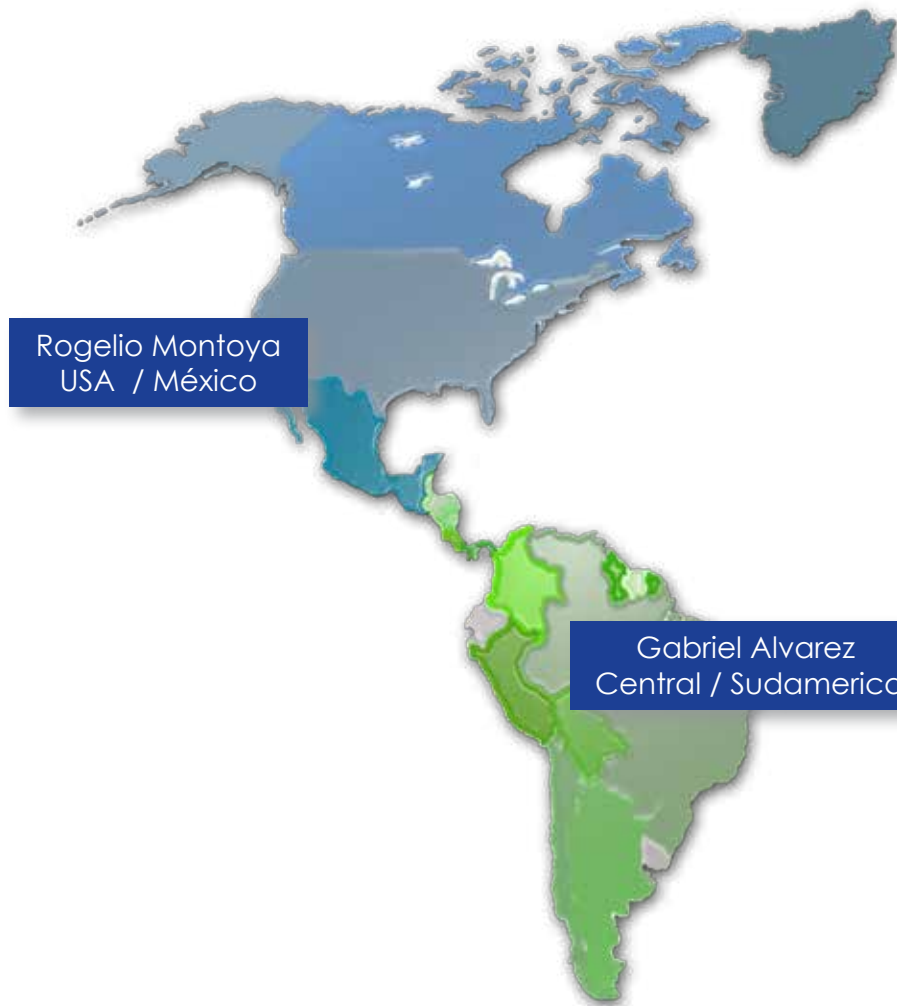 Rogelio Montoya
USA / México
Gabriel Alvarez
Central / Sudamerica